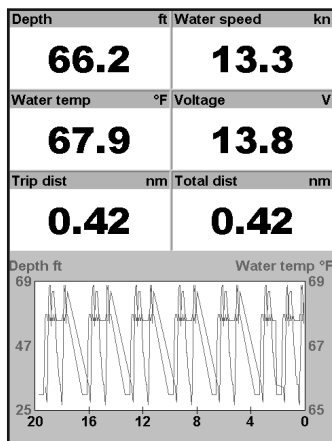 Depth ft Water speed kn
66.2 13.3
Water temp °F Voltage V
67.9 13.8
Trip dist nm Total dist nm
0.42 0.42
Depth ft Water temp °F
69 69
47 67
25 65
20 16 12 8 4 0